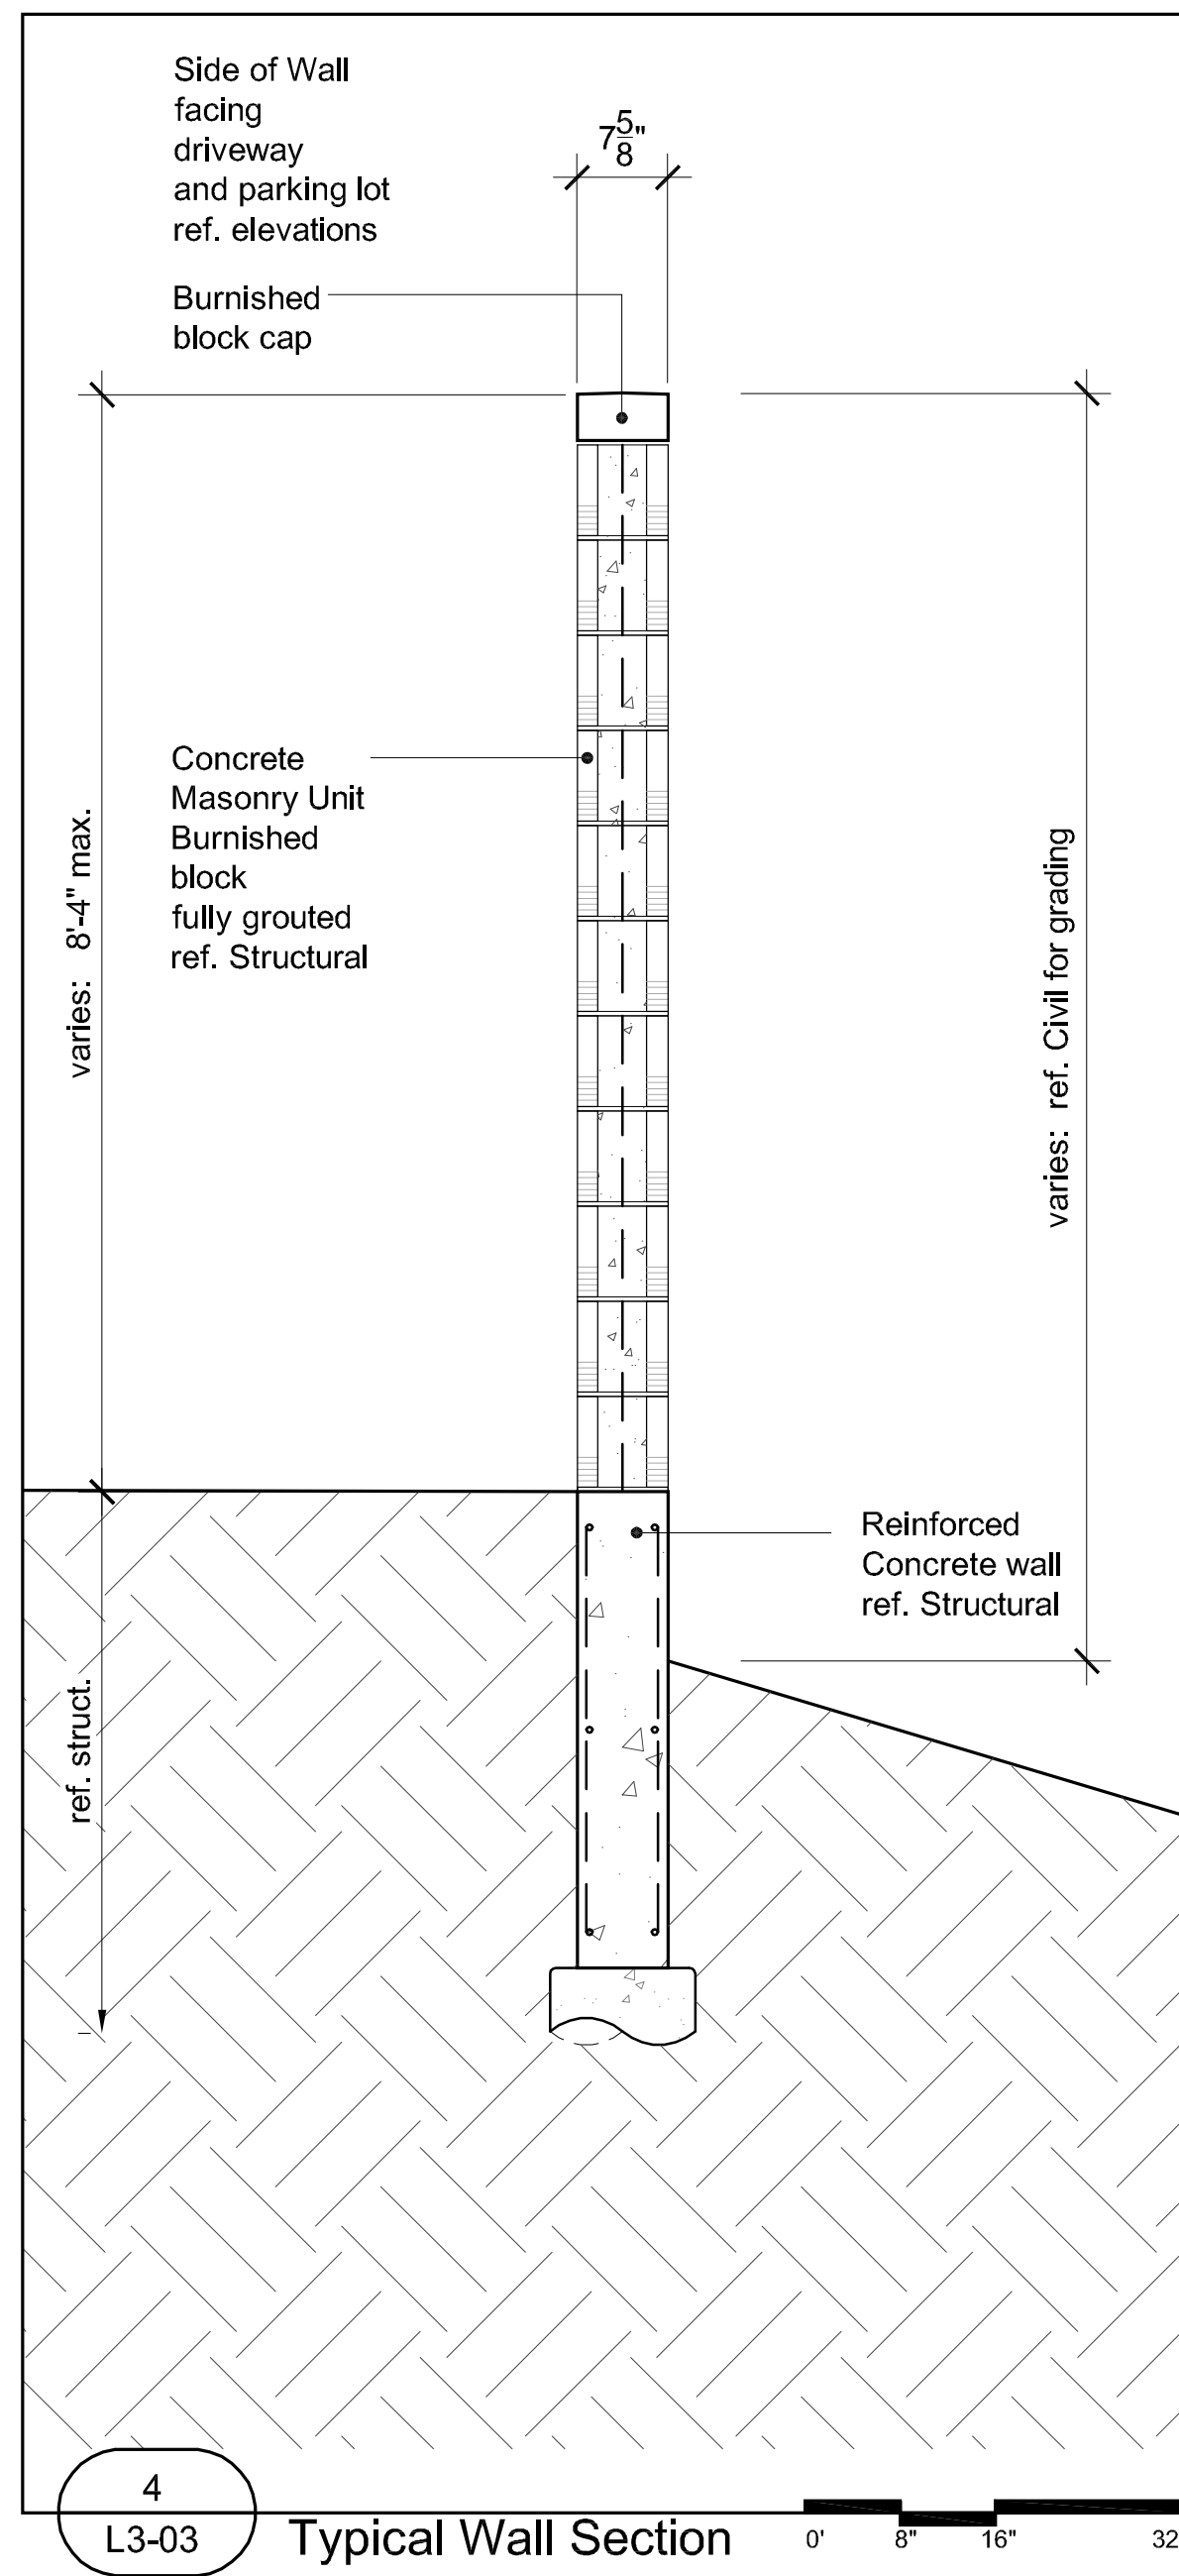 Side of Wall
facing
driveway
and parking lot
ref. elevations
7 5/8"
Burnished
block cap
varies: 8'-4" max.
Concrete
Masonry Unit
Burnished
block
fully grouted
ref. Structural
varies: ref. Civil for grading
Reinforced
Concrete wall
ref. Structural
ref. struct.
4
L3-03
Typical Wall Section
0' 8" 16" 32